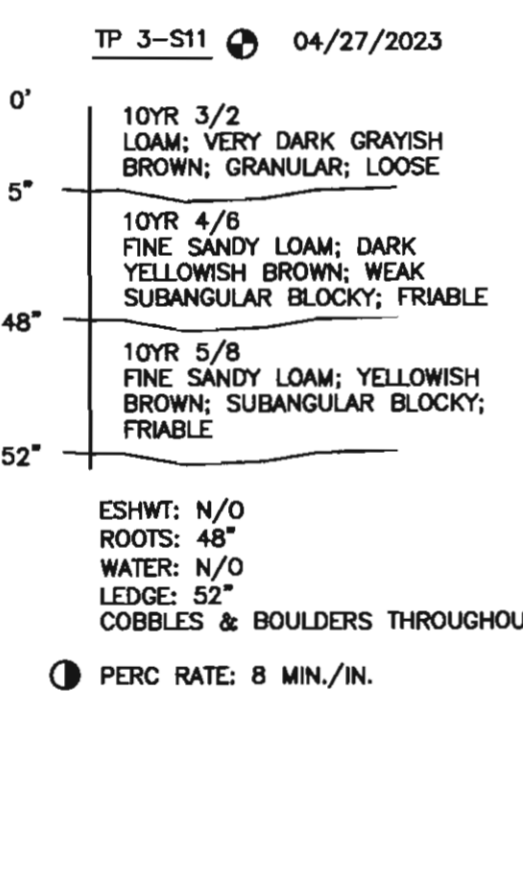 TP 3-S11 04/27/2023
0'
10YR 3/2
LOAM; VERY DARK GRAYISH
BROWN; GRANULAR; LOOSE
5"
10YR 4/6
FINE SANDY LOAM; DARK
YELLOWISH BROWN; WEAK
SUBANGULAR BLOCKY; FRIABLE
48"
10YR 5/8
FINE SANDY LOAM; YELLOWISH
BROWN; SUBANGULAR BLOCKY;
FRIABLE
52"
ESHWT: N/O
ROOTS: 48"
WATER: N/O
LEDGE: 52"
COBBLES & BOULDERS THROUGHOU
PERC RATE: 8 MIN./IN.